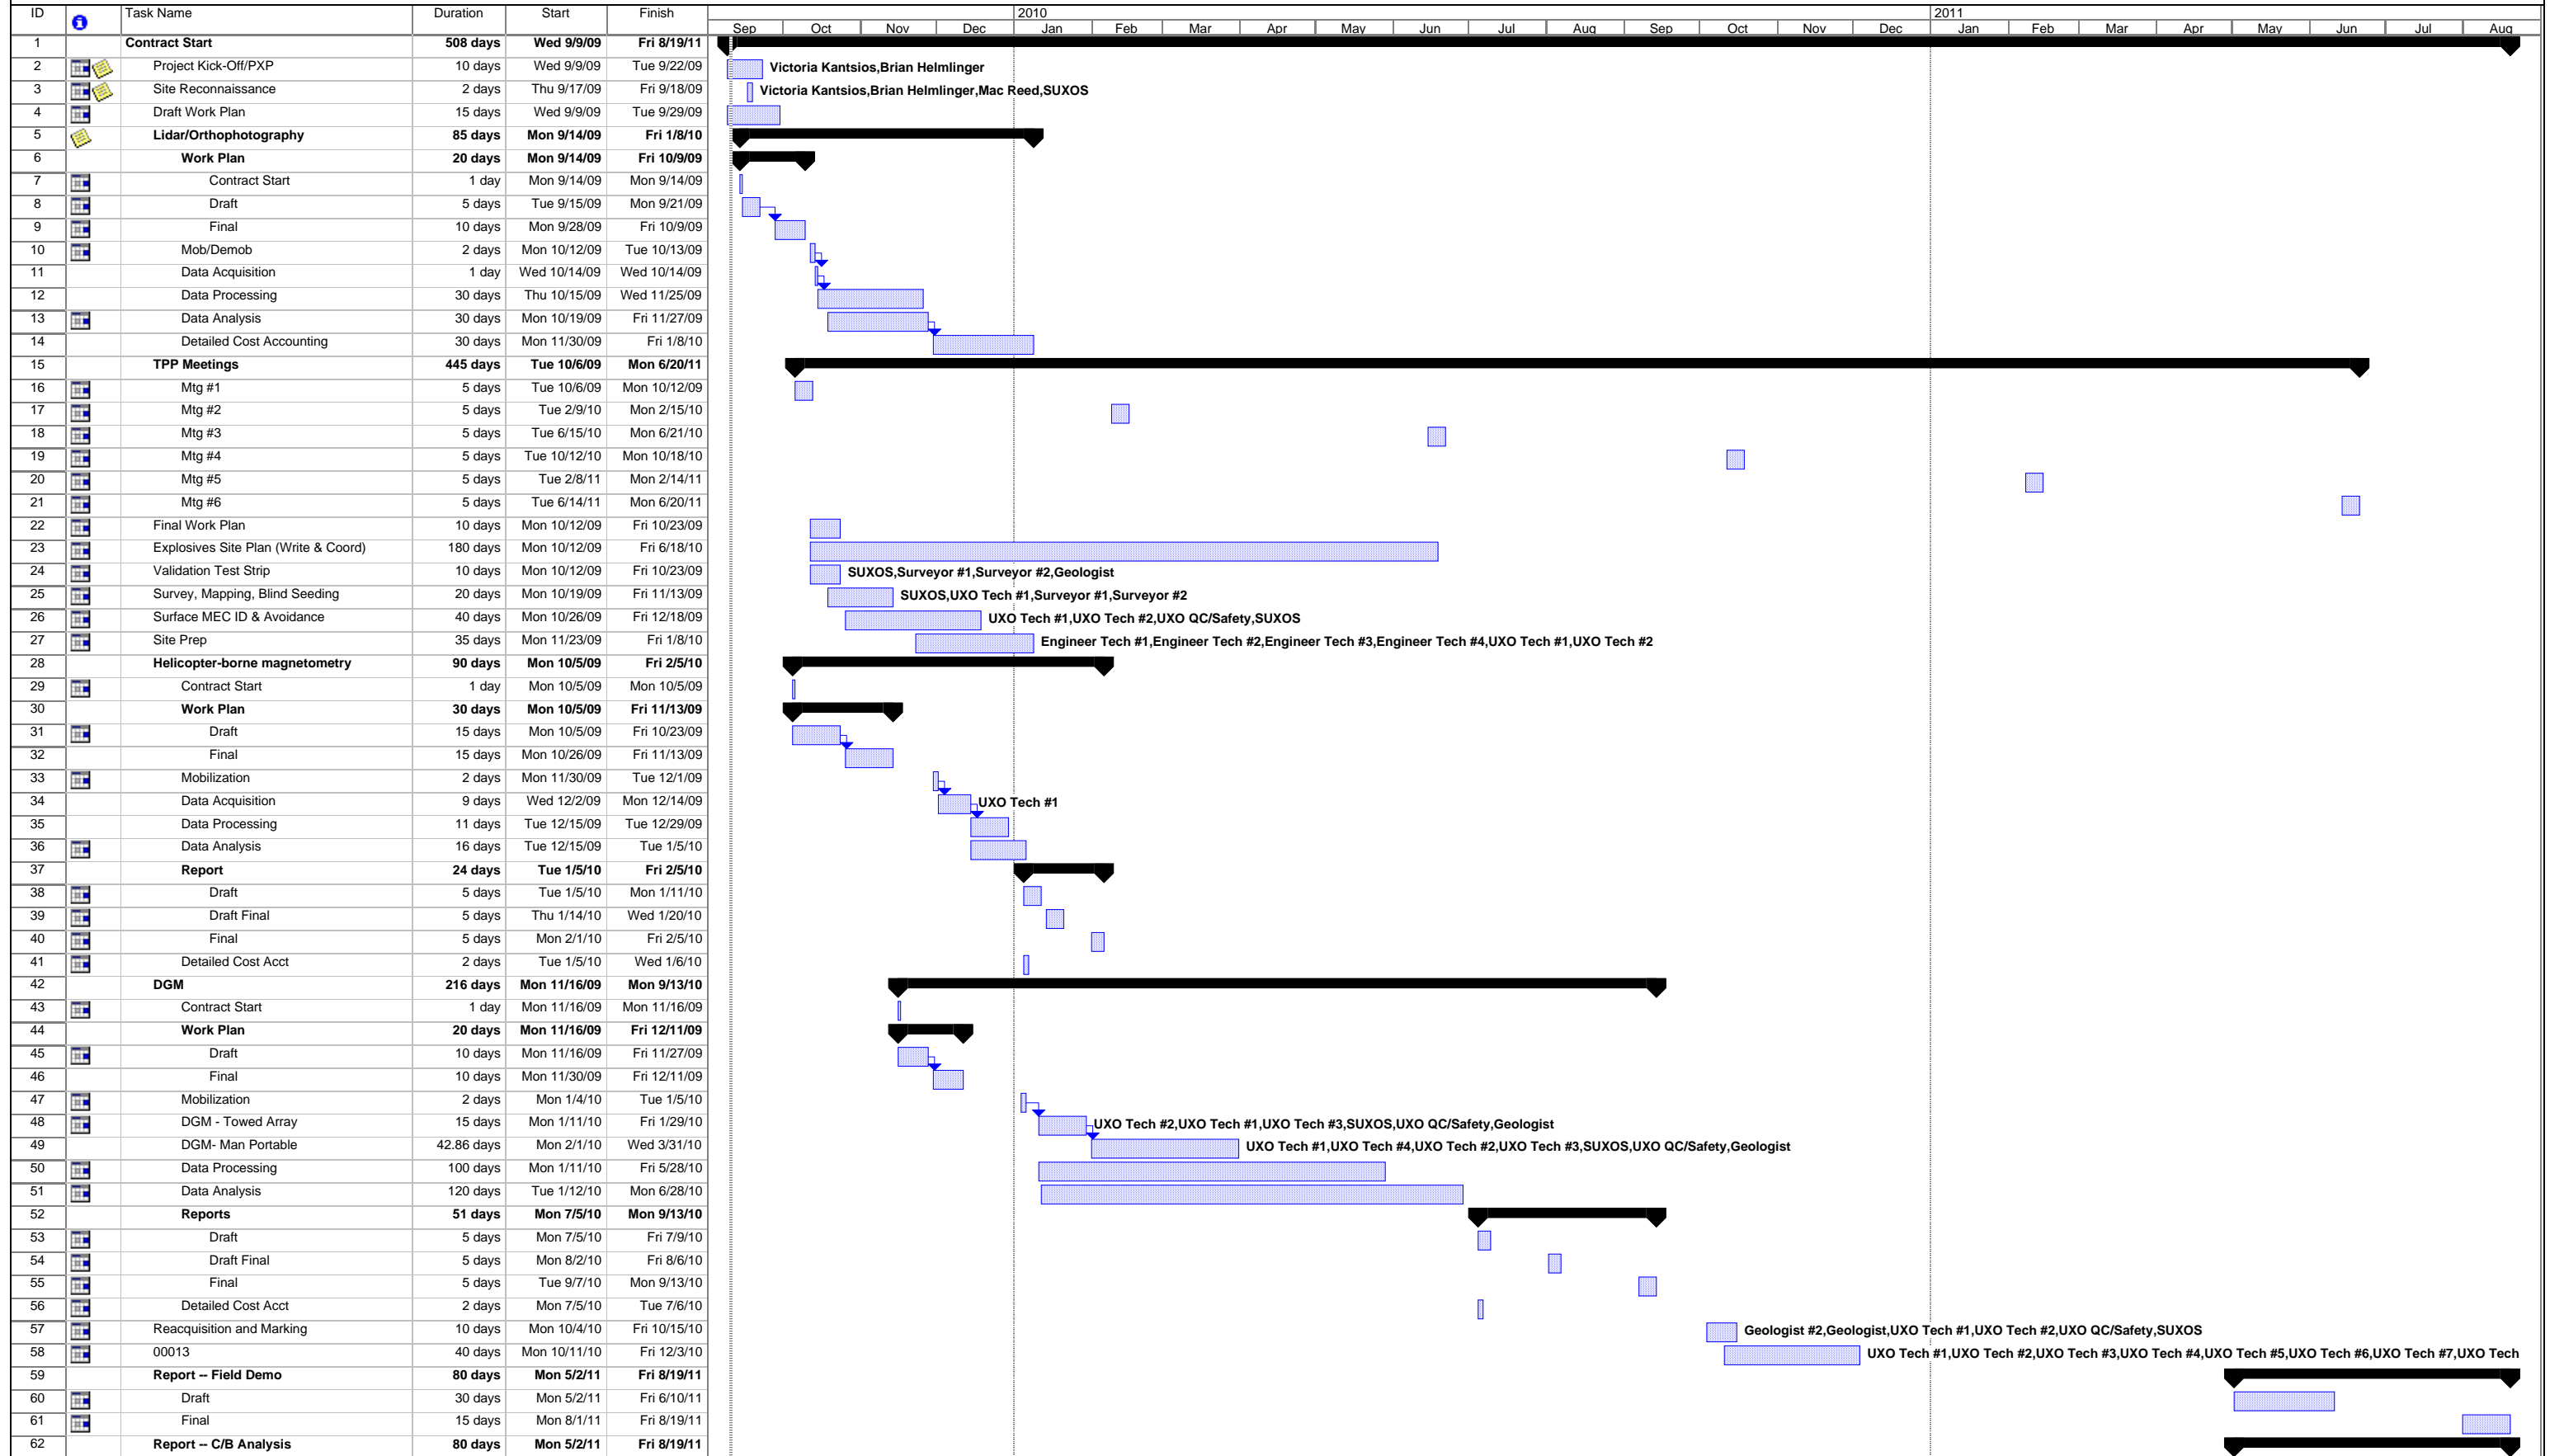 ID Task Name Duration Start Finish 2010 2011
Sep Oct Nov Dec Jan Feb Mar Apr May Jun Jul Aug Sep Oct Nov Dec Jan Feb Mar Apr May Jun Jul Aug
1 Contract Start 508 days Wed 9/9/09 Fri 8/19/11
2 Project Kick-Off/PXP 10 days Wed 9/9/09 Tue 9/22/09 Victoria Kantsios,Brian Helmlinger
3 Site Reconnaissance 2 days Thu 9/17/09 Fri 9/18/09 Victoria Kantsios,Brian Helmlinger,Mac Reed,SUXOS
4 Draft Work Plan 15 days Wed 9/9/09 Tue 9/29/09
5 Lidar/Orthophotography 85 days Mon 9/14/09 Fri 1/8/10
6 Work Plan 20 days Mon 9/14/09 Fri 10/9/09
7 Contract Start 1 day Mon 9/14/09 Mon 9/14/09
8 Draft 5 days Tue 9/15/09 Mon 9/21/09
9 Final 10 days Mon 9/28/09 Fri 10/9/09
10 Mob/Demob 2 days Mon 10/12/09 Tue 10/13/09
11 Data Acquisition 1 day Wed 10/14/09 Wed 10/14/09
12 Data Processing 30 days Thu 10/15/09 Wed 11/25/09
13 Data Analysis 30 days Mon 10/19/09 Fri 11/27/09
14 Detailed Cost Accounting 30 days Mon 11/30/09 Fri 1/8/10
15 TPP Meetings 445 days Tue 10/6/09 Mon 6/20/11
16 Mtg #1 5 days Tue 10/6/09 Mon 10/12/09
17 Mtg #2 5 days Tue 2/9/10 Mon 2/15/10
18 Mtg #3 5 days Tue 6/15/10 Mon 6/21/10
19 Mtg #4 5 days Tue 10/12/10 Mon 10/18/10
20 Mtg #5 5 days Tue 2/8/11 Mon 2/14/11
21 Mtg #6 5 days Tue 6/14/11 Mon 6/20/11
22 Final Work Plan 10 days Mon 10/12/09 Fri 10/23/09
23 Explosives Site Plan (Write & Coord) 180 days Mon 10/12/09 Fri 6/18/10
24 Validation Test Strip 10 days Mon 10/12/09 Fri 10/23/09 SUXOS,Surveyor #1,Surveyor #2,Geologist
25 Survey, Mapping, Blind Seeding 20 days Mon 10/19/09 Fri 11/13/09 SUXOS,UXO Tech #1,Surveyor #1,Surveyor #2
26 Surface MEC ID & Avoidance 40 days Mon 10/26/09 Fri 12/18/09 UXO Tech #1,UXO Tech #2,UXO QC/Safety,SUXOS
27 Site Prep 35 days Mon 11/23/09 Fri 1/8/10 Engineer Tech #1,Engineer Tech #2,Engineer Tech #3,Engineer Tech #4,UXO Tech #1,UXO Tech #2
28 Helicopter-borne magnetometry 90 days Mon 10/5/09 Fri 2/5/10
29 Contract Start 1 day Mon 10/5/09 Mon 10/5/09
30 Work Plan 30 days Mon 10/5/09 Fri 11/13/09
31 Draft 15 days Mon 10/5/09 Fri 10/23/09
32 Final 15 days Mon 10/26/09 Fri 11/13/09
33 Mobilization 2 days Mon 11/30/09 Tue 12/1/09
34 Data Acquisition 9 days Wed 12/2/09 Mon 12/14/09 UXO Tech #1
35 Data Processing 11 days Tue 12/15/09 Tue 12/29/09
36 Data Analysis 16 days Tue 12/15/09 Tue 1/5/10
37 Report 24 days Tue 1/5/10 Fri 2/5/10
38 Draft 5 days Tue 1/5/10 Mon 1/11/10
39 Draft Final 5 days Thu 1/14/10 Wed 1/20/10
40 Final 5 days Mon 2/1/10 Fri 2/5/10
41 Detailed Cost Acct 2 days Tue 1/5/10 Wed 1/6/10
42 DGM 216 days Mon 11/16/09 Mon 9/13/10
43 Contract Start 1 day Mon 11/16/09 Mon 11/16/09
44 Work Plan 20 days Mon 11/16/09 Fri 12/11/09
45 Draft 10 days Mon 11/16/09 Fri 11/27/09
46 Final 10 days Mon 11/30/09 Fri 12/11/09
47 Mobilization 2 days Mon 1/4/10 Tue 1/5/10
48 DGM - Towed Array 15 days Mon 1/11/10 Fri 1/29/10 UXO Tech #2,UXO Tech #1,UXO Tech #3,SUXOS,UXO QC/Safety,Geologist
49 DGM- Man Portable 42.86 days Mon 2/1/10 Wed 3/31/10 UXO Tech #1,UXO Tech #4,UXO Tech #2,UXO Tech #3,SUXOS,UXO QC/Safety,Geologist
50 Data Processing 100 days Mon 1/11/10 Fri 5/28/10
51 Data Analysis 120 days Tue 1/12/10 Mon 6/28/10
52 Reports 51 days Mon 7/5/10 Mon 9/13/10
53 Draft 5 days Mon 7/5/10 Fri 7/9/10
54 Draft Final 5 days Mon 8/2/10 Fri 8/6/10
55 Final 5 days Tue 9/7/10 Mon 9/13/10
56 Detailed Cost Acct 2 days Mon 7/5/10 Tue 7/6/10
57 Reacquisition and Marking 10 days Mon 10/4/10 Fri 10/15/10 Geologist #2,Geologist,UXO Tech #1,UXO Tech #2,UXO QC/Safety,SUXOS
58 00013 40 days Mon 10/11/10 Fri 12/3/10 UXO Tech #1,UXO Tech #2,UXO Tech #3,UXO Tech #4,UXO Tech #5,UXO Tech #6,UXO Tech #7,UXO Tech
59 Report -- Field Demo 80 days Mon 5/2/11 Fri 8/19/11
60 Draft 30 days Mon 5/2/11 Fri 6/10/11
61 Final 15 days Mon 8/1/11 Fri 8/19/11
62 Report -- C/B Analysis 80 days Mon 5/2/11 Fri 8/19/11